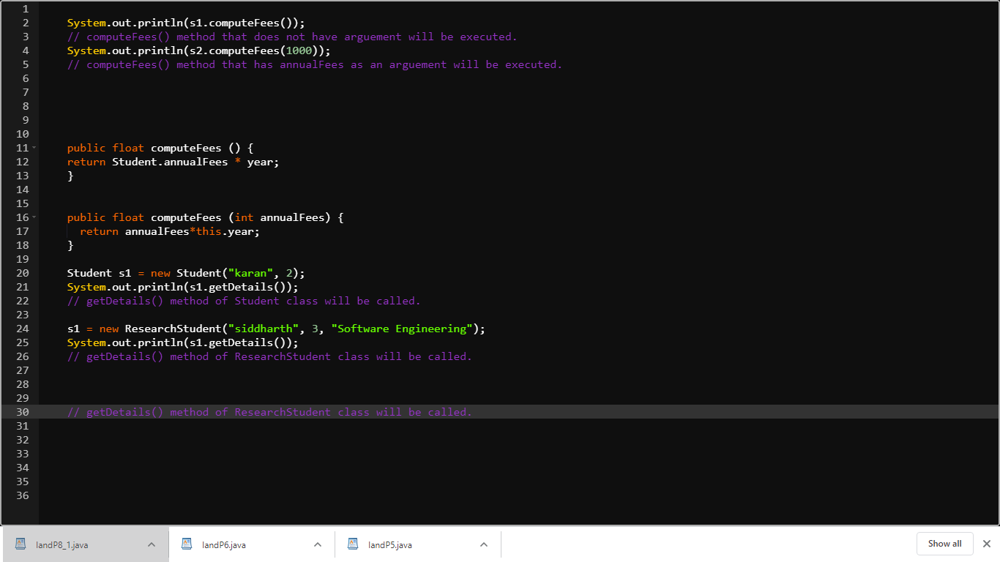 1
2 System.out.println(s1.computeFees());
3 // computeFees() method that does not have arguement will be executed.
4 System.out.println(s2.computeFees(1000));
5 // computeFees() method that has annualFees as an arguement will be executed.
6
7
8
9
10
11 public float computeFees () {
12 return Student.annualFees * year;
13 }
14
15
16 public float computeFees (int annualFees) {
17 return annualFees*this.year;
18 }
19
20 Student s1 = new Student("karan", 2);
21 System.out.println(s1.getDetails());
22 // getDetails() method of Student class will be called.
23
24 s1 = new ResearchStudent("siddharth", 3, "Software Engineering");
25 System.out.println(s1.getDetails());
26 // getDetails() method of ResearchStudent class will be called.
27
28
29
30 // getDetails() method of ResearchStudent class will be called.
31
32
33
34
35
36
landP8_1.java landP6.java landP5.java Show all